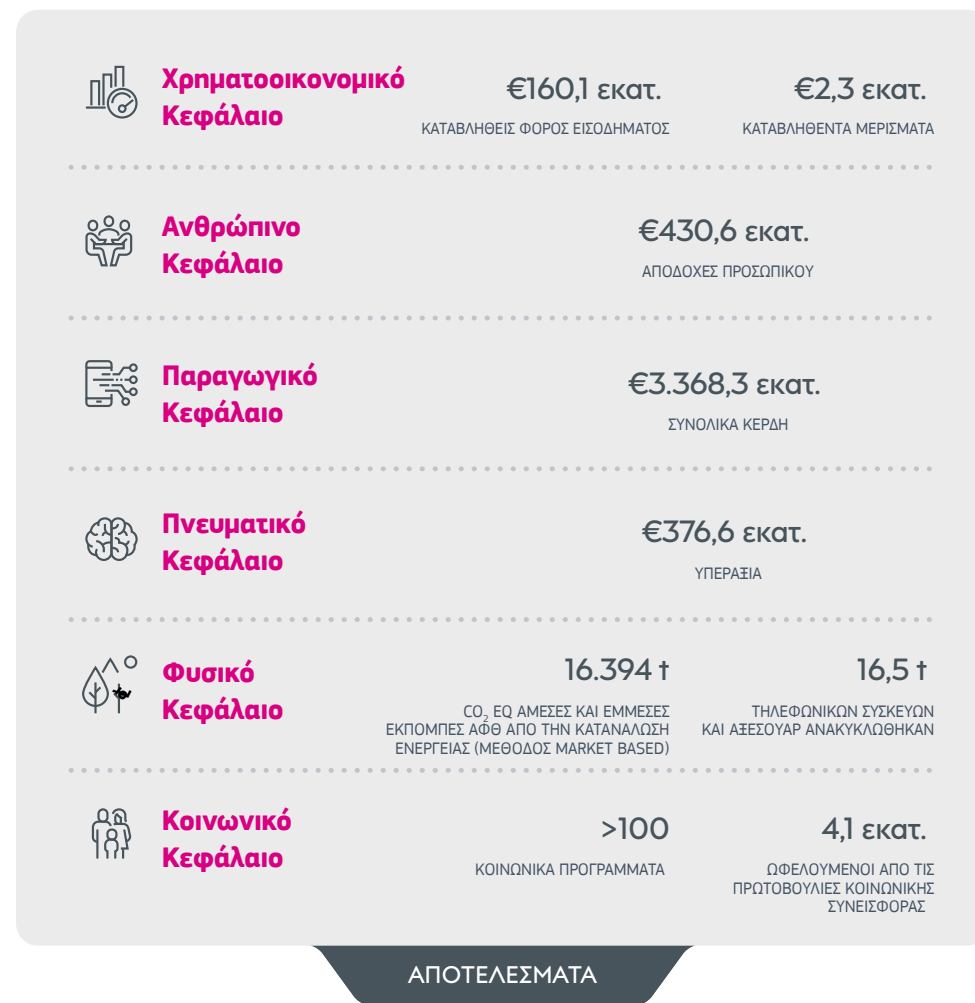 Χρηματοοικονομικό
Κεφάλαιο
€160,1 εκατ.
ΚΑΤΑΒΛΗΘΕΙΣ ΦΟΡΟΣ ΕΙΣΟΔΗΜΑΤΟΣ
€2,3 εκατ.
ΚΑΤΑΒΛΗΘΕΝΤΑ ΜΕΡΙΣΜΑΤΑ
Ανθρώπινο
Κεφάλαιο
€430,6 εκατ.
ΑΠΟΔΟΧΕΣ ΠΡΟΣΩΠΙΚΟΥ
Παραγωγικό
Κεφάλαιο
€3.368,3 εκατ.
ΣΥΝΟΛΙΚΑ ΚΕΡΔΗ
Πνευματικό
Κεφάλαιο
€376,6 εκατ.
ΥΠΕΡΑΞΙΑ
Φυσικό
Κεφάλαιο
16.394 t
CO₂ EQ ΑΜΕΣΕΣ ΚΑΙ ΕΜΜΕΣΕΣ
ΕΚΠΟΜΠΕΣ ΑΦΘ ΑΠΟ ΤΗΝ ΚΑΤΑΝΑΛΩΣΗ
ΕΝΕΡΓΕΙΑΣ (ΜΕΘΟΔΟΣ MARKET BASED)
16,5 t
ΤΗΛΕΦΩΝΙΚΩΝ ΣΥΣΚΕΥΩΝ
ΚΑΙ ΑΞΕΣΟΥΑΡ ΑΝΑΚΥΚΛΩΘΗΚΑΝ
Κοινωνικό
Κεφάλαιο
>100
ΚΟΙΝΩΝΙΚΑ ΠΡΟΓΡΑΜΜΑΤΑ
4,1 εκατ.
ΩΦΕΛΟΥΜΕΝΟΙ ΑΠΟ ΤΙΣ
ΠΡΩΤΟΒΟΥΛΙΕΣ ΚΟΙΝΩΝΙΚΗΣ
ΣΥΝΕΙΣΦΟΡΑΣ
ΑΠΟΤΕΛΕΣΜΑΤΑ